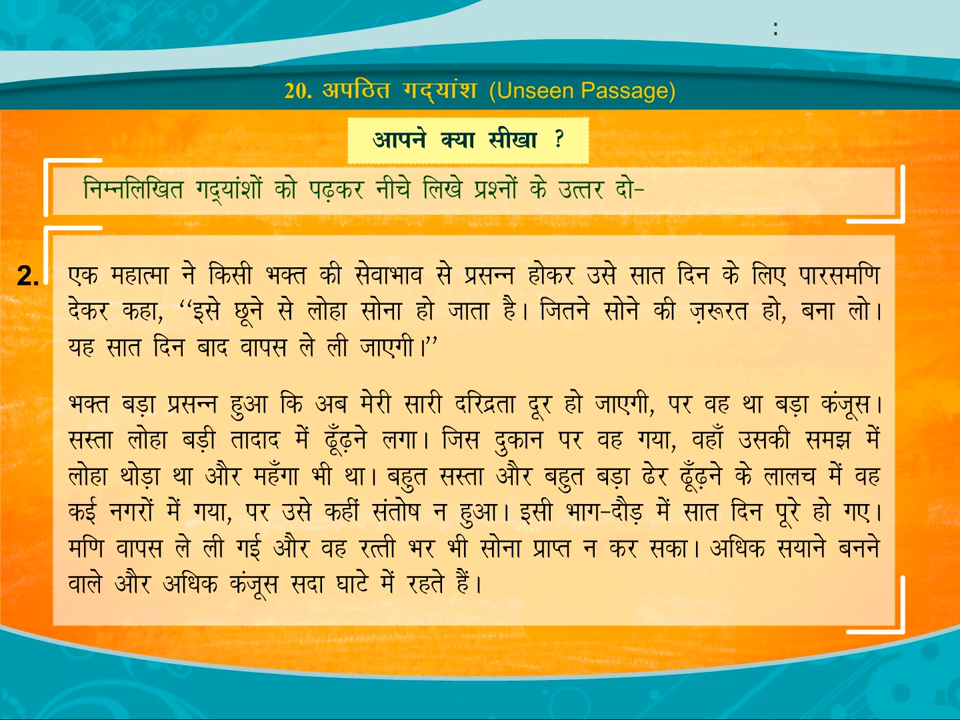 :
20. अपठित गद्‌यांश (Unseen Passage)
आपने क्या सीखा ?
निम्नलिखित गद्‌यांशों को पढ़कर नीचे लिखे प्रश्नों के उत्तर दो-
2. एक महात्मा ने किसी भक्त की सेवाभाव से प्रसन्न होकर उसे सात दिन के लिए पारसमणि
देकर कहा, ‘‘इसे छूने से लोहा सोना हो जाता है। जितने सोने की ज़रूरत हो, बना लो।
यह सात दिन बाद वापस ले ली जाएगी।’’
भक्त बड़ा प्रसन्न हुआ कि अब मेरी सारी दरिद्रता दूर हो जाएगी, पर वह था बड़ा कंजूस।
सस्ता लोहा बड़ी तादाद में ढूँढ़ने लगा। जिस दुकान पर वह गया, वहाँ उसकी समझ में
लोहा थोड़ा था और महँगा भी था। बहुत सस्ता और बहुत बड़ा ढेर ढूँढ़ने के लालच में वह
कई नगरों में गया, पर उसे कहीं संतोष न हुआ। इसी भाग-दौड़ में सात दिन पूरे हो गए।
मणि वापस ले ली गई और वह रत्ती भर भी सोना प्राप्त न कर सका। अधिक सयाने बनने
वाले और अधिक कंजूस सदा घाटे में रहते हैं।